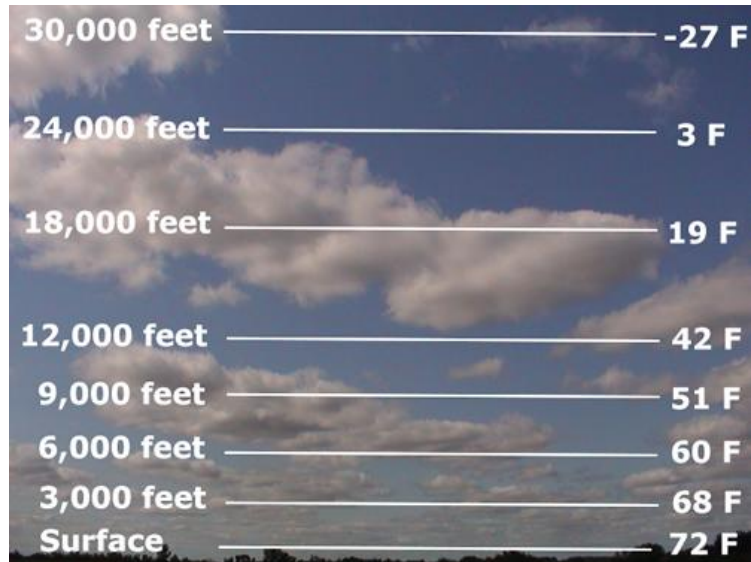 30,000 feet -27 F
24,000 feet 3 F
18,000 feet 19 F
12,000 feet 42 F
9,000 feet 51 F
6,000 feet 60 F
3,000 feet 68 F
Surface 72 F